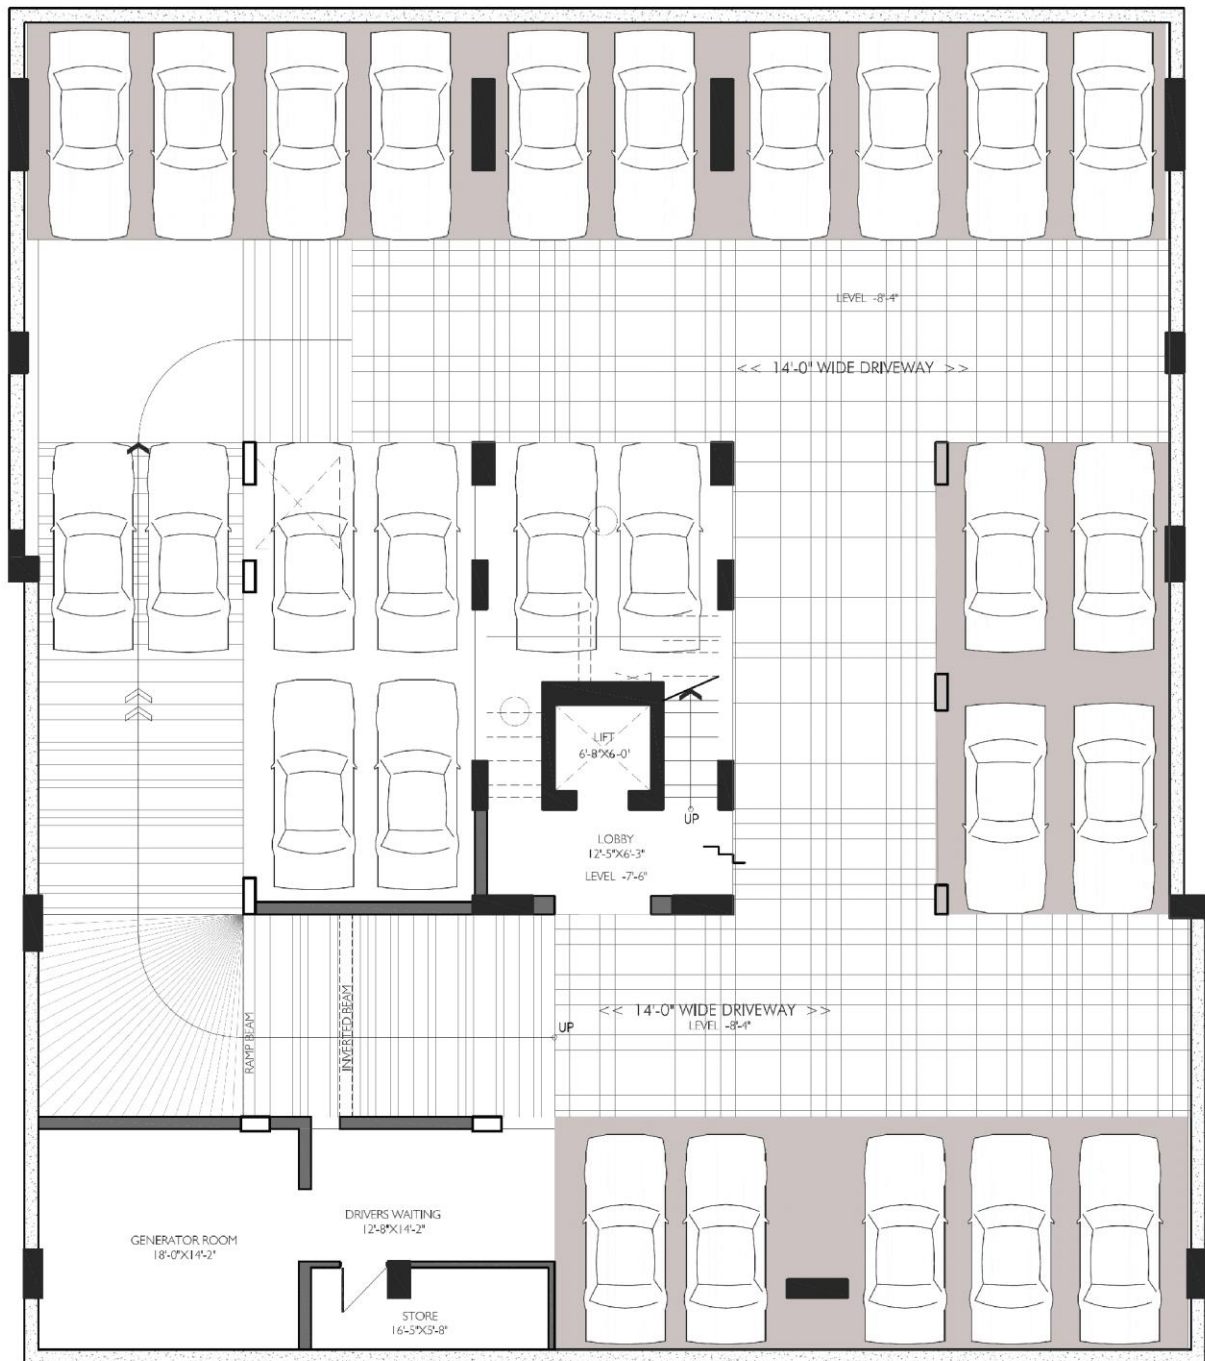 LEVEL -8'-4"
<< 14'-0" WIDE DRIVEWAY >>
LIFT
6'-8"X6'-0"
UP
LOBBY
12'-5"X6'-3"
LEVEL -7'-6"
RAMP BEAM
INVERTED BEAM
UP
<< 14'-0" WIDE DRIVEWAY >>
LEVEL -8'-4"
DRIVERS WAITING
12'-8"X14'-2"
GENERATOR ROOM
18'-0"X14'-2"
STORE
16'-5"X5'-8"